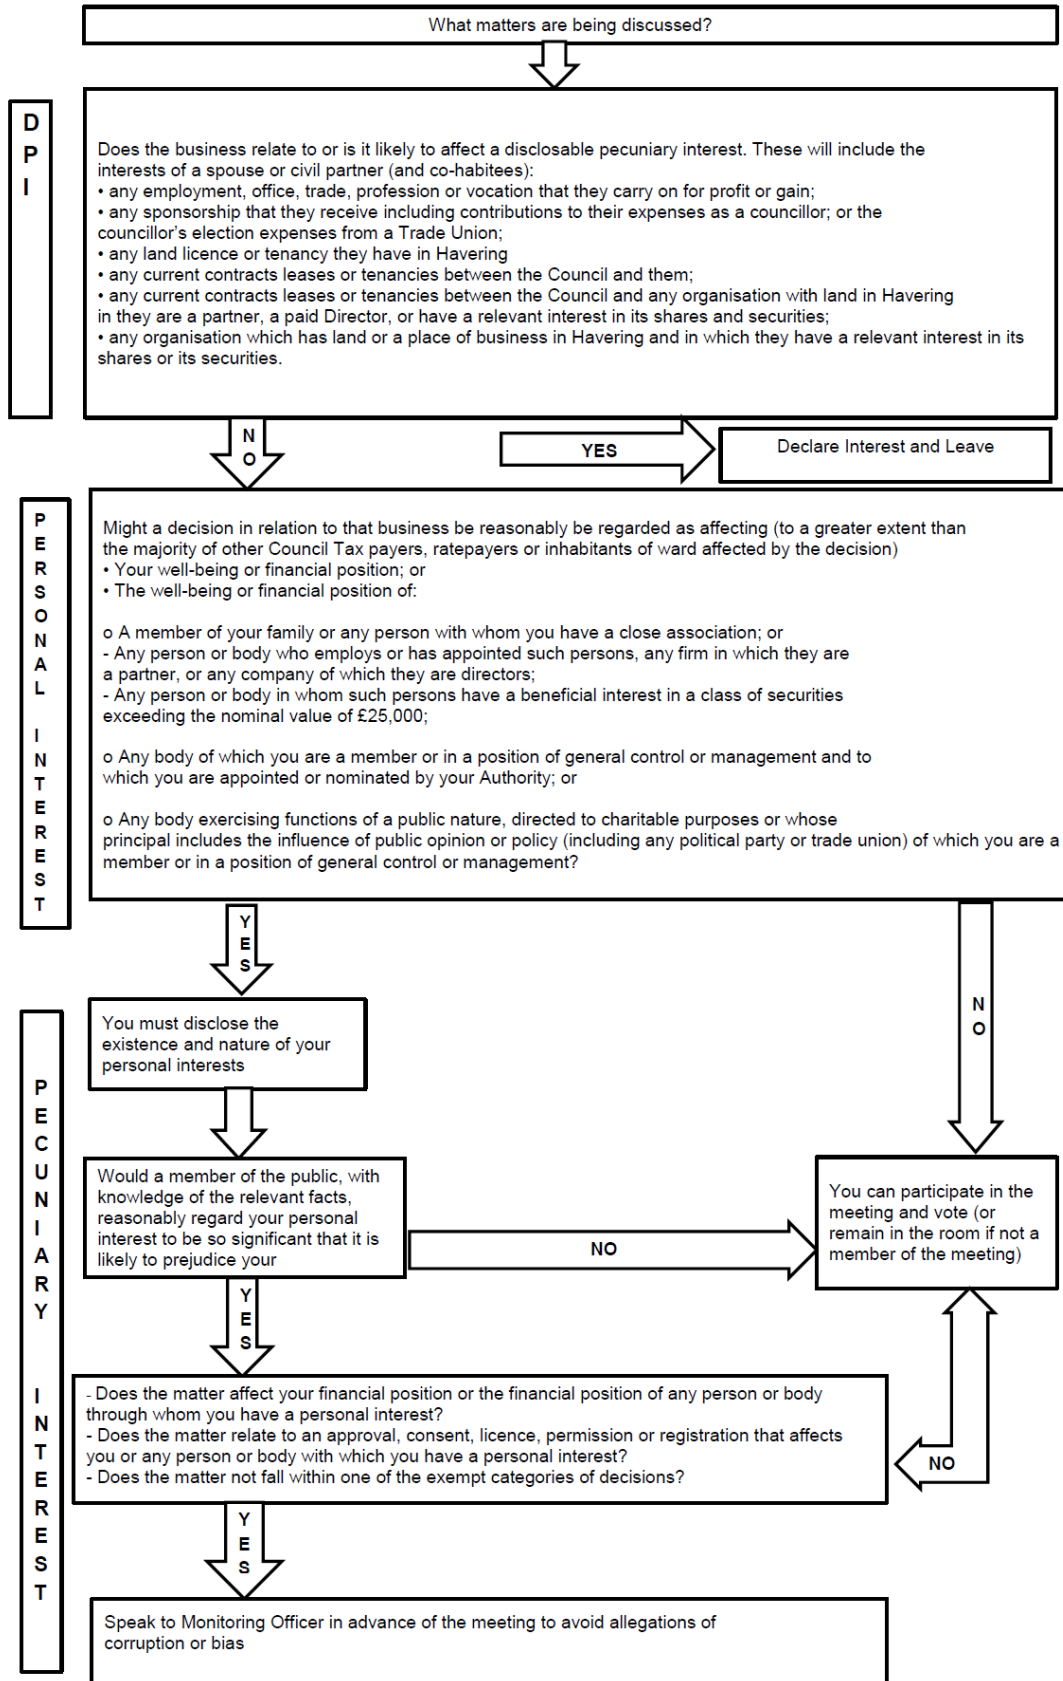 What matters are being discussed?
D
P
I
Does the business relate to or is it likely to affect a disclosable pecuniary interest. These will include the
interests of a spouse or civil partner (and co-habitees):
• any employment, office, trade, profession or vocation that they carry on for profit or gain;
• any sponsorship that they receive including contributions to their expenses as a councillor; or the
councillor's election expenses from a Trade Union;
• any land licence or tenancy they have in Havering
• any current contracts leases or tenancies between the Council and them;
• any current contracts leases or tenancies between the Council and any organisation with land in Havering
in they are a partner, a paid Director, or have a relevant interest in its shares and securities;
• any organisation which has land or a place of business in Havering and in which they have a relevant interest in its
shares or its securities.
N
O
YES
Declare Interest and Leave
P
E
R
S
O
N
A
L
I
N
T
E
R
E
S
T
Might a decision in relation to that business be reasonably be regarded as affecting (to a greater extent than
the majority of other Council Tax payers, ratepayers or inhabitants of ward affected by the decision)
• Your well-being or financial position; or
• The well-being or financial position of:
o A member of your family or any person with whom you have a close association; or
- Any person or body who employs or has appointed such persons, any firm in which they are
a partner, or any company of which they are directors;
- Any person or body in whom such persons have a beneficial interest in a class of securities
exceeding the nominal value of £25,000;
o Any body of which you are a member or in a position of general control or management and to
which you are appointed or nominated by your Authority; or
o Any body exercising functions of a public nature, directed to charitable purposes or whose
principal includes the influence of public opinion or policy (including any political party or trade union) of which you are a
member or in a position of general control or management?
Y
E
S
N
O
P
E
C
U
N
I
A
R
Y
I
N
T
E
R
E
S
T
You must disclose the
existence and nature of your
personal interests
Would a member of the public, with
knowledge of the relevant facts,
reasonably regard your personal
interest to be so significant that it is
likely to prejudice your
NO
You can participate in the
meeting and vote (or
remain in the room if not a
member of the meeting)
Y
E
S
- Does the matter affect your financial position or the financial position of any person or body
through whom you have a personal interest?
- Does the matter relate to an approval, consent, licence, permission or registration that affects
you or any person or body with which you have a personal interest?
- Does the matter not fall within one of the exempt categories of decisions?
NO
Y
E
S
Speak to Monitoring Officer in advance of the meeting to avoid allegations of
corruption or bias